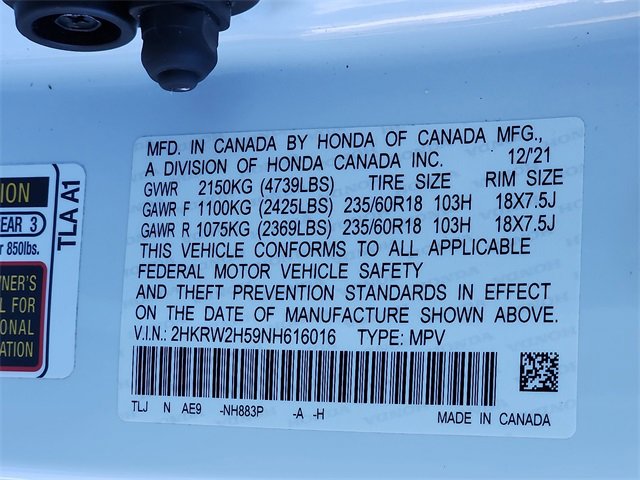 ION
EAR 3
r 850lbs.
TLA A1
WNER'S
L FOR
IONAL
ATION
MFD. IN CANADA BY HONDA OF CANADA MFG.,
A DIVISION OF HONDA CANADA INC. 12/21
GVWR 2150KG (4739LBS) TIRE SIZE RIM SIZE
GAWR F 1100KG (2425LBS) 235/60R18 103H 18X7.5J
GAWR R 1075KG (2369LBS) 235/60R18 103H 18X7.5J
THIS VEHICLE CONFORMS TO ALL APPLICABLE
FEDERAL MOTOR VEHICLE SAFETY
AND THEFT PREVENTION STANDARDS IN EFFECT
ON THE DATE OF MANUFACTURE SHOWN ABOVE.
V.I.N.: 2HKRW2H59NH616016 TYPE: MPV
TLJ N AE9 -NH883P -A -H MADE IN CANADA